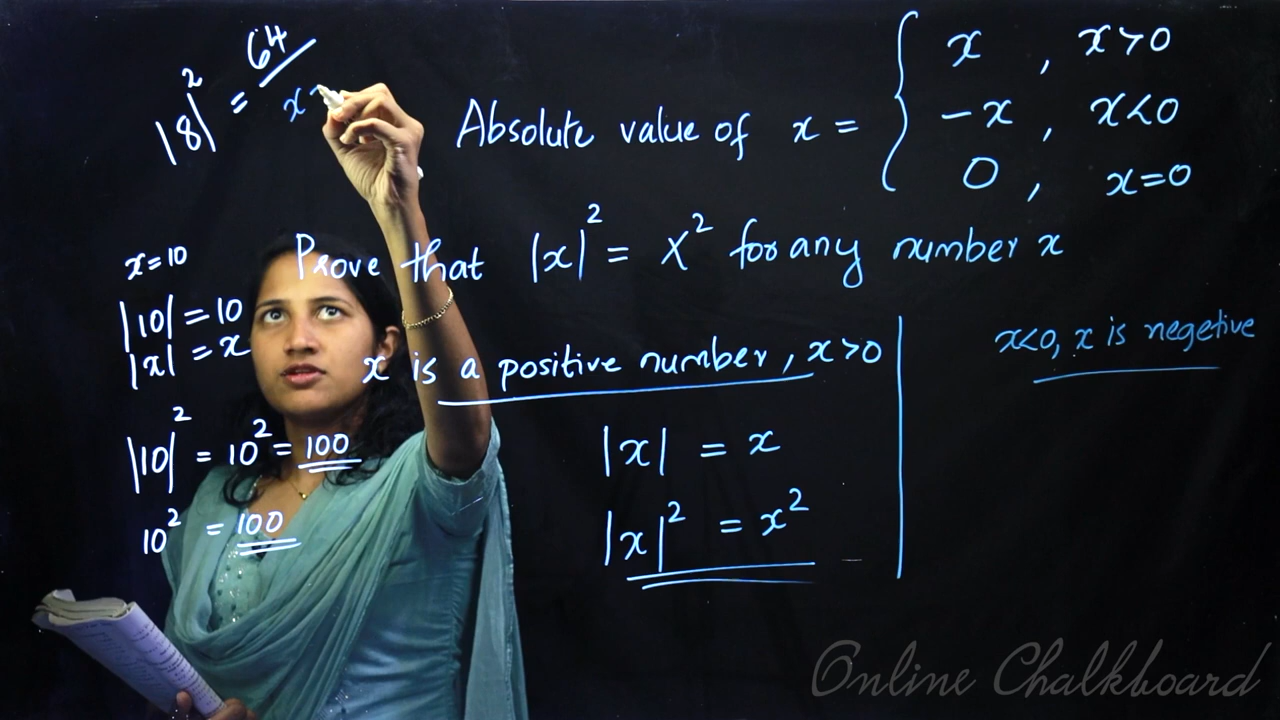 |8|² = 64
x
Absolute value of x = { x , x>0
-x , x<0
0 , x=0
Prove that |x|² = X² for any number x
x=10
|10| = 10
|x| = x
|10|² = 10² = 100
10² = 100
x is a positive number, x>0
|x| = x
|x|² = x²
x<0, x is negetive
Online Chalkboard